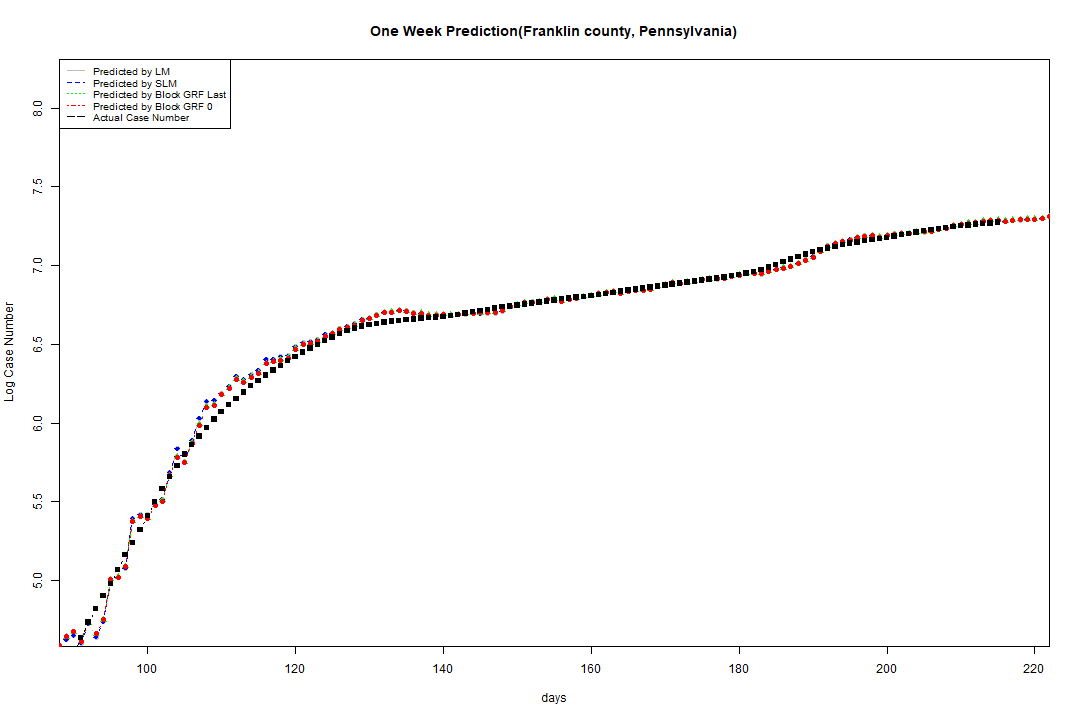 One Week Prediction(Franklin county, Pennsylvania)
Predicted by LM
Predicted by SLM
Predicted by Block GRF Last
Predicted by Block GRF 0
Actual Case Number
8.0
7.5
7.0
6.5
6.0
5.5
5.0
Log Case Number
100 120 140 160 180 200 220
days